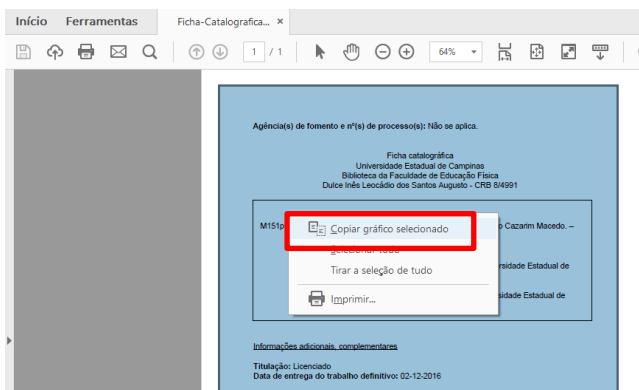 Início Ferramentas Ficha-Catalografica... ×
1 / 1 64%
Agência(s) de fomento e nº(s) de processo(s): Não se aplica.
Ficha catalográfica
Universidade Estadual de Campinas
Biblioteca da Faculdade de Educação Física
Dulce Inês Leocádio dos Santos Augusto - CRB 8/4991
M151p Cazarim Macedo. –
Copiar gráfico selecionado
Selecionar tudo
Tirar a seleção de tudo
rsidade Estadual de
Imprimir...
sidade Estadual de
Informações adicionais, complementares
Titulação: Licenciado
Data de entrega do trabalho definitivo: 02-12-2016